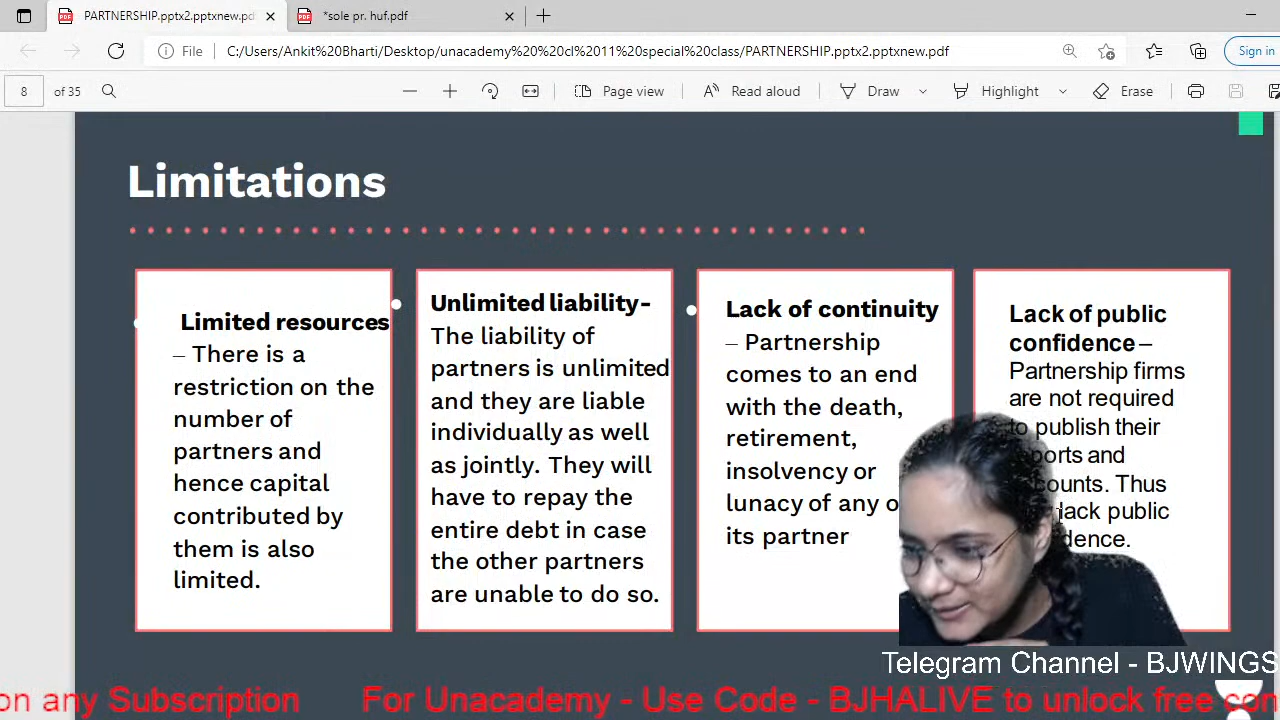 PARTNERSHIP.pptx2.pptxnew.pd
*sole pr. huf.pdf
File
C:/Users/Ankit%20Bharti/Desktop/unacademy%20%20cl%2011%20special%20class/PARTNERSHIP.pptx2.pptxnew.pdf
Sign in
8 of 35
Page view
Read aloud
Draw
Highlight
Erase
Limitations
Limited resources
– There is a
restriction on the
number of
partners and
hence capital
contributed by
them is also
limited.
Unlimited liability-
The liability of
partners is unlimited
and they are liable
individually as well
as jointly. They will
have to repay the
entire debt in case
the other partners
are unable to do so.
Lack of continuity
– Partnership
comes to an end
with the death,
retirement,
insolvency or
lunacy of any o
its partner
Lack of public
confidence –
Partnership firms
are not required
to publish their
ports and
ounts. Thus
lack public
dence.
Telegram Channel - BJWINGS
on any Subscription For Unacademy - Use Code - BJHALIVE to unlock free con